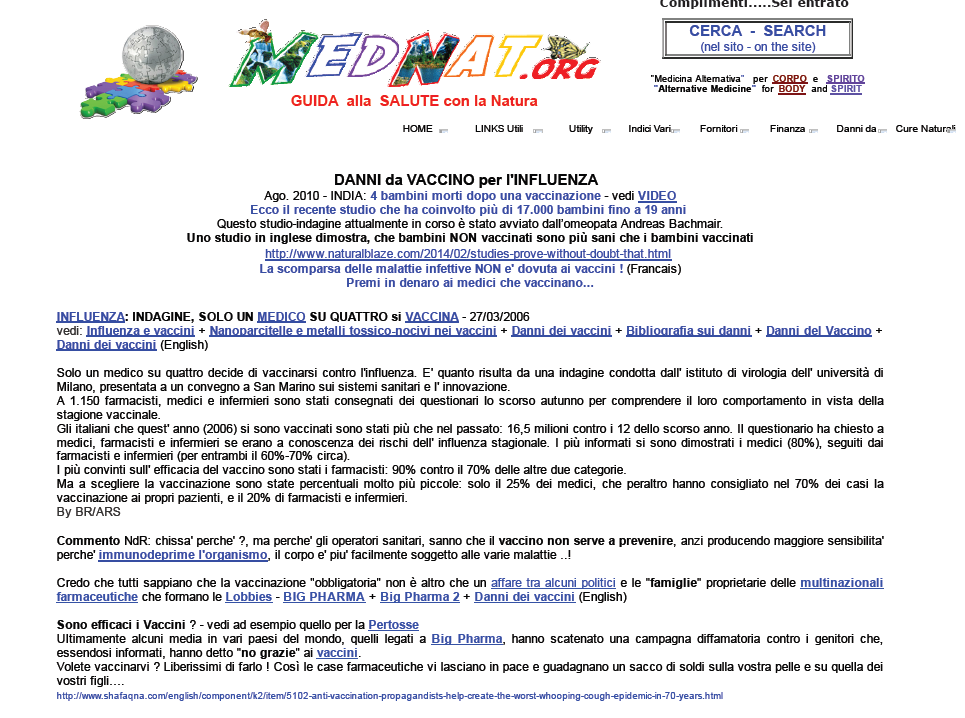 Complimenti.....Sei entrato
MEDNAT.ORG
GUIDA alla SALUTE con la Natura
CERCA - SEARCH
(nel sito - on the site)
"Medicina Alternativa" per CORPO e SPIRITO
"Alternative Medicine" for BODY and SPIRIT
HOME LINKS Utili Utility Indici Vari Fornitori Finanza Danni da Cure Naturali
DANNI da VACCINO per l'INFLUENZA
Ago. 2010 - INDIA: 4 bambini morti dopo una vaccinazione - vedi VIDEO
Ecco il recente studio che ha coinvolto più di 17.000 bambini fino a 19 anni
Questo studio-indagine attualmente in corso è stato avviato dall'omeopata Andreas Bachmair.
Uno studio in inglese dimostra, che bambini NON vaccinati sono più sani che i bambini vaccinati
http://www.naturalblaze.com/2014/02/studies-prove-without-doubt-that.html
La scomparsa delle malattie infettive NON e' dovuta ai vaccini ! (Francais)
Premi in denaro ai medici che vaccinano...
INFLUENZA: INDAGINE, SOLO UN MEDICO SU QUATTRO si VACCINA - 27/03/2006
vedi: Influenza e vaccini + Nanoparcitelle e metalli tossico-nocivi nei vaccini + Danni dei vaccini + Bibliografia sui danni + Danni del Vaccino +
Danni dei vaccini (English)
Solo un medico su quattro decide di vaccinarsi contro l'influenza. E' quanto risulta da una indagine condotta dall' istituto di virologia dell' università di
Milano, presentata a un convegno a San Marino sui sistemi sanitari e l' innovazione.
A 1.150 farmacisti, medici e infermieri sono stati consegnati dei questionari lo scorso autunno per comprendere il loro comportamento in vista della
stagione vaccinale.
Gli italiani che quest' anno (2006) si sono vaccinati sono stati più che nel passato: 16,5 milioni contro i 12 dello scorso anno. Il questionario ha chiesto a
medici, farmacisti e infermieri se erano a conoscenza dei rischi dell' influenza stagionale. I più informati si sono dimostrati i medici (80%), seguiti dai
farmacisti e infermieri (per entrambi il 60%-70% circa).
I più convinti sull' efficacia del vaccino sono stati i farmacisti: 90% contro il 70% delle altre due categorie.
Ma a scegliere la vaccinazione sono state percentuali molto più piccole: solo il 25% dei medici, che peraltro hanno consigliato nel 70% dei casi la
vaccinazione ai propri pazienti, e il 20% di farmacisti e infermieri.
By BR/ARS
Commento NdR: chissa' perche' ?, ma perche' gli operatori sanitari, sanno che il vaccino non serve a prevenire, anzi producendo maggiore sensibilita'
perche' immunodeprime l'organismo, il corpo e' piu' facilmente soggetto alle varie malattie ..!
Credo che tutti sappiano che la vaccinazione "obbligatoria" non è altro che un affare tra alcuni politici e le "famiglie" proprietarie delle multinazionali
farmaceutiche che formano le Lobbies - BIG PHARMA + Big Pharma 2 + Danni dei vaccini (English)
Sono efficaci i Vaccini ? - vedi ad esempio quello per la Pertosse
Ultimamente alcuni media in vari paesi del mondo, quelli legati a Big Pharma, hanno scatenato una campagna diffamatoria contro i genitori che,
essendosi informati, hanno detto "no grazie" ai vaccini.
Volete vaccinarvi ? Liberissimi di farlo ! Così le case farmaceutiche vi lasciano in pace e guadagnano un sacco di soldi sulla vostra pelle e su quella dei
vostri figli....
http://www.shafaqna.com/english/component/k2/item/5102-anti-vaccination-propagandists-help-create-the-worst-whooping-cough-epidemic-in-70-years.html